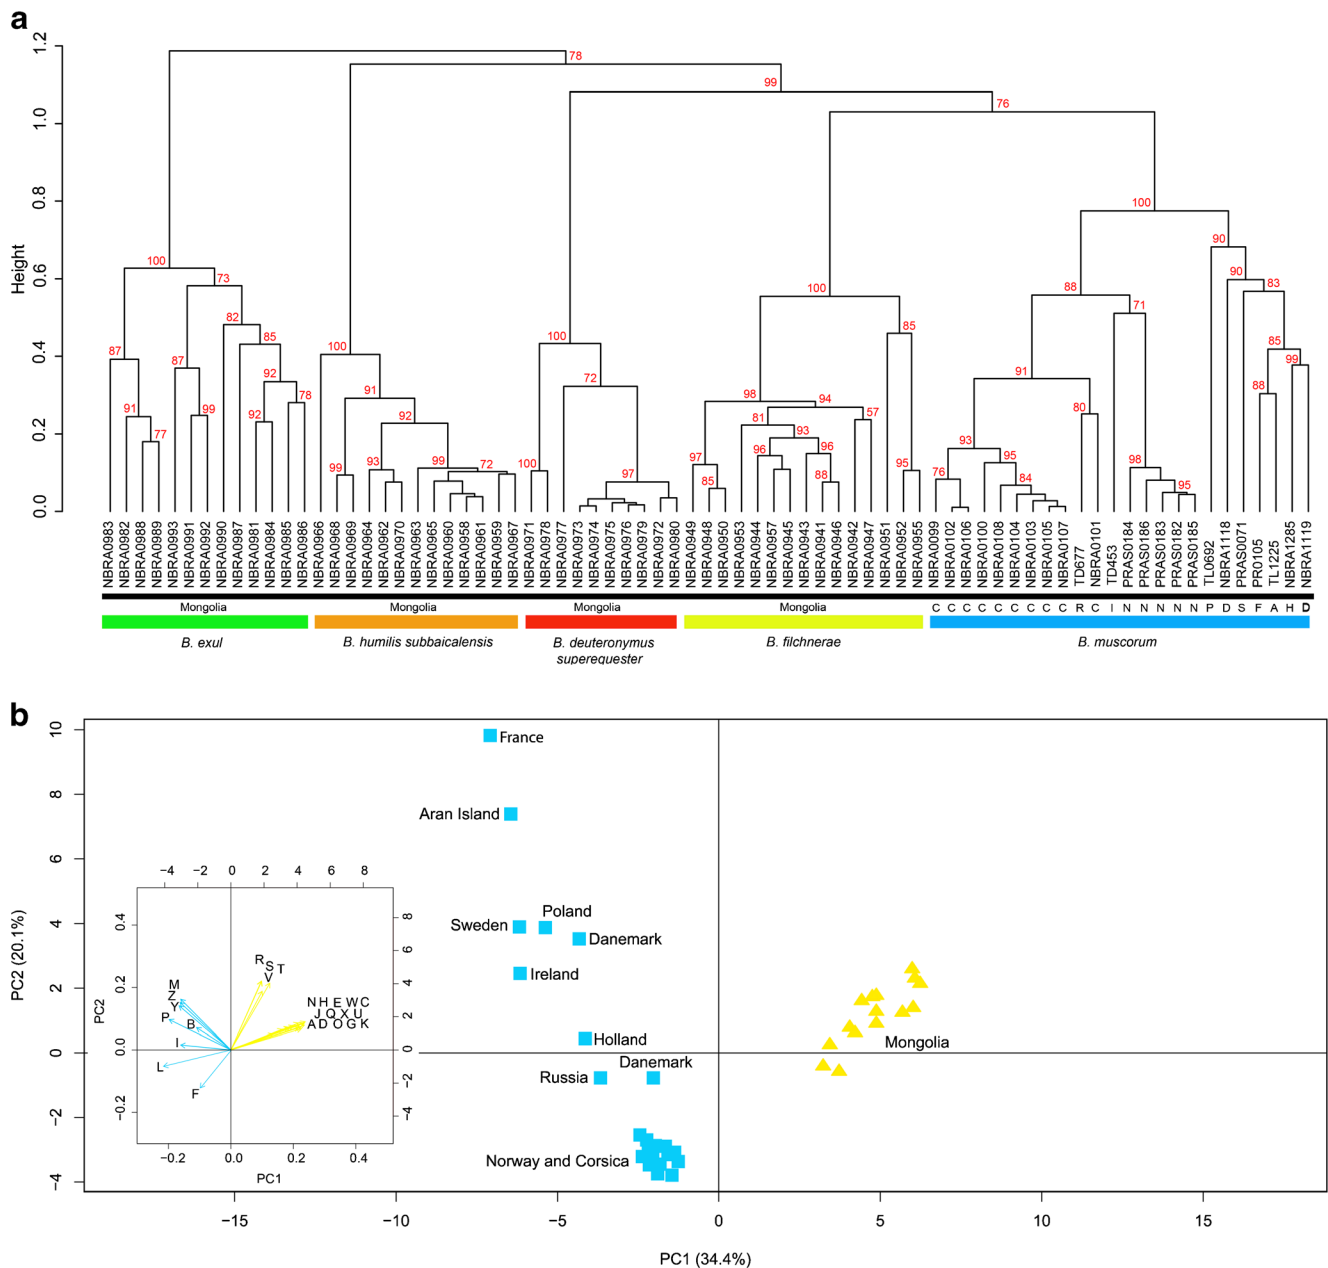 a
Height
1.2
1.0
0.8
0.6
0.4
0.2
0.0
78
99
76
100
90
100
73
90
83
88
71
100
82
85
85
100
85
99
87
87
92
78
100
91
72
98
94
57
91
80
88
91
77
99
92
99
93
92
99
72
100
97
97
85
81
96
93
96
88
95
76
93
95
84
98
95
NBRA0983
NBRA0982
NBRA0988
NBRA0989
NBRA0993
NBRA0991
NBRA0992
NBRA0990
NBRA0987
NBRA0981
NBRA0984
NBRA0985
NBRA0986
NBRA0966
NBRA0968
NBRA0969
NBRA0964
NBRA0962
NBRA0970
NBRA0963
NBRA0965
NBRA0960
NBRA0958
NBRA0961
NBRA0959
NBRA0967
NBRA0971
NBRA0978
NBRA0977
NBRA0973
NBRA0974
NBRA0975
NBRA0976
NBRA0979
NBRA0972
NBRA0980
NBRA0949
NBRA0948
NBRA0950
NBRA0953
NBRA0944
NBRA0957
NBRA0945
NBRA0943
NBRA0941
NBRA0946
NBRA0942
NBRA0947
NBRA0951
NBRA0952
NBRA0955
NBRA0099
NBRA0102
NBRA0106
NBRA0100
NBRA0108
NBRA0104
NBRA0103
NBRA0105
NBRA0107
TD677
NBRA0101
TD453
PRAS0184
PRAS0186
PRAS0183
PRAS0182
PRAS0185
TL0692
NBRA1118
PRAS0071
PR0105
TL1225
NBRA1285
NBRA1119
Mongolia Mongolia Mongolia Mongolia C C C C C C C C C R C I N N N N N P D S F A H D
B. exul B. humilis subbaicalensis B. deuteronymus B. filchnerae B. muscorum
superequester
b
PC2 (20.1%)
10
8
6
4
2
0
−2
−4
France
Aran Island
Poland
Sweden
Danemark
Ireland
Holland
Danemark
Russia
Norway and Corsica
Mongolia
−4 −2 0 2 4 6 8
PC2
0.4
0.2
0.0
−0.2
8
6
4
2
0
−2
−4
R S T
V
M
Z
Y
P
B
I
L
F
N H E W C
J Q X U
A D O G K
−0.2 0.0 0.2 0.4
PC1
−15 −10 −5 0 5 10 15
PC1 (34.4%)